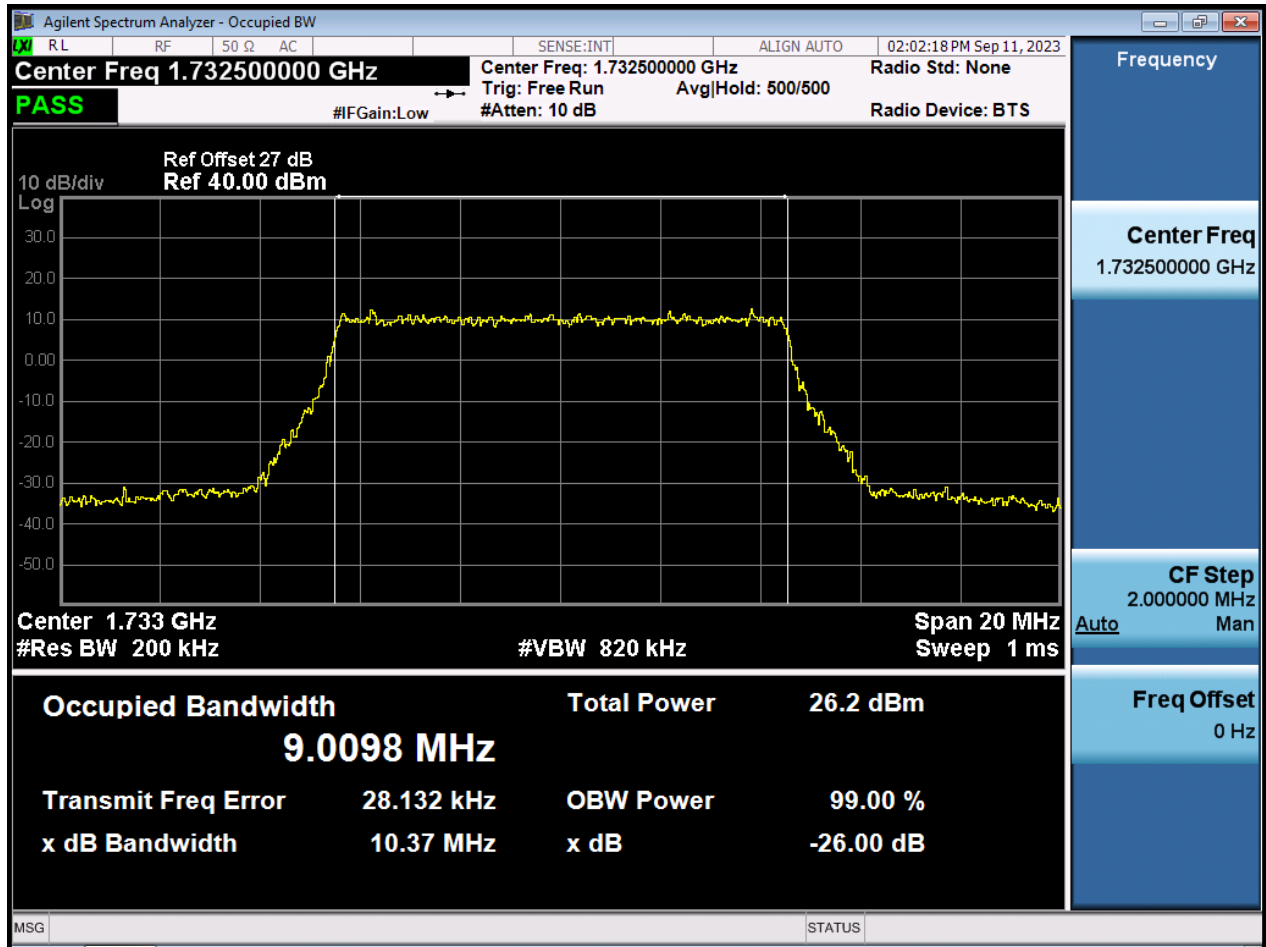 Agilent Spectrum Analyzer - Occupied BW
LXI RL RF 50 Ω AC SENSE:INT ALIGN AUTO 02:02:18 PM Sep 11, 2023
Center Freq 1.732500000 GHz
Center Freq: 1.732500000 GHz
Radio Std: None
Trig: Free Run Avg|Hold: 500/500
PASS
#IFGain:Low
#Atten: 10 dB
Radio Device: BTS
Ref Offset 27 dB
10 dB/div Ref 40.00 dBm
Log
30.0
20.0
10.0
0.00
-10.0
-20.0
-30.0
-40.0
-50.0
Center 1.733 GHz Span 20 MHz
#Res BW 200 kHz #VBW 820 kHz Sweep 1 ms
Occupied Bandwidth Total Power 26.2 dBm
9.0098 MHz
Transmit Freq Error 28.132 kHz OBW Power 99.00 %
x dB Bandwidth 10.37 MHz x dB -26.00 dB
MSG STATUS
Frequency
Center Freq
1.732500000 GHz
CF Step
2.000000 MHz
Auto Man
Freq Offset
0 Hz